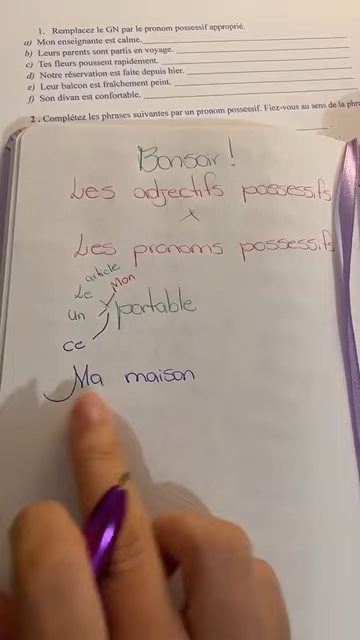 1. Remplacez le GN par le pronom possessif approprié.
a) Mon enseignante est calme.
b) Leurs parents sont partis en voyage.
c) Tes fleurs poussent rapidement.
d) Notre réservation est faite depuis hier.
e) Leur balcon est fraîchement peint.
f) Son divan est confortable.
2. Complétez les phrases suivantes par un pronom possessif. Fiez-vous au sens de la
Bonsoir !
Les adjectifs possessifs
x
Les pronoms possessifs
article
Le Mon
un portable
ce
Ma maison